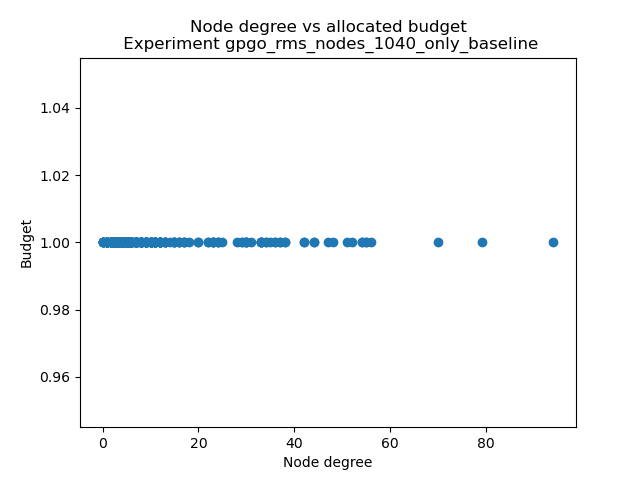 Node degree vs allocated budget
Experiment gpgo_rms_nodes_1040_only_baseline
1.04
1.02
1.00
0.98
0.96
Budget
0
20
40
60
80
Node degree